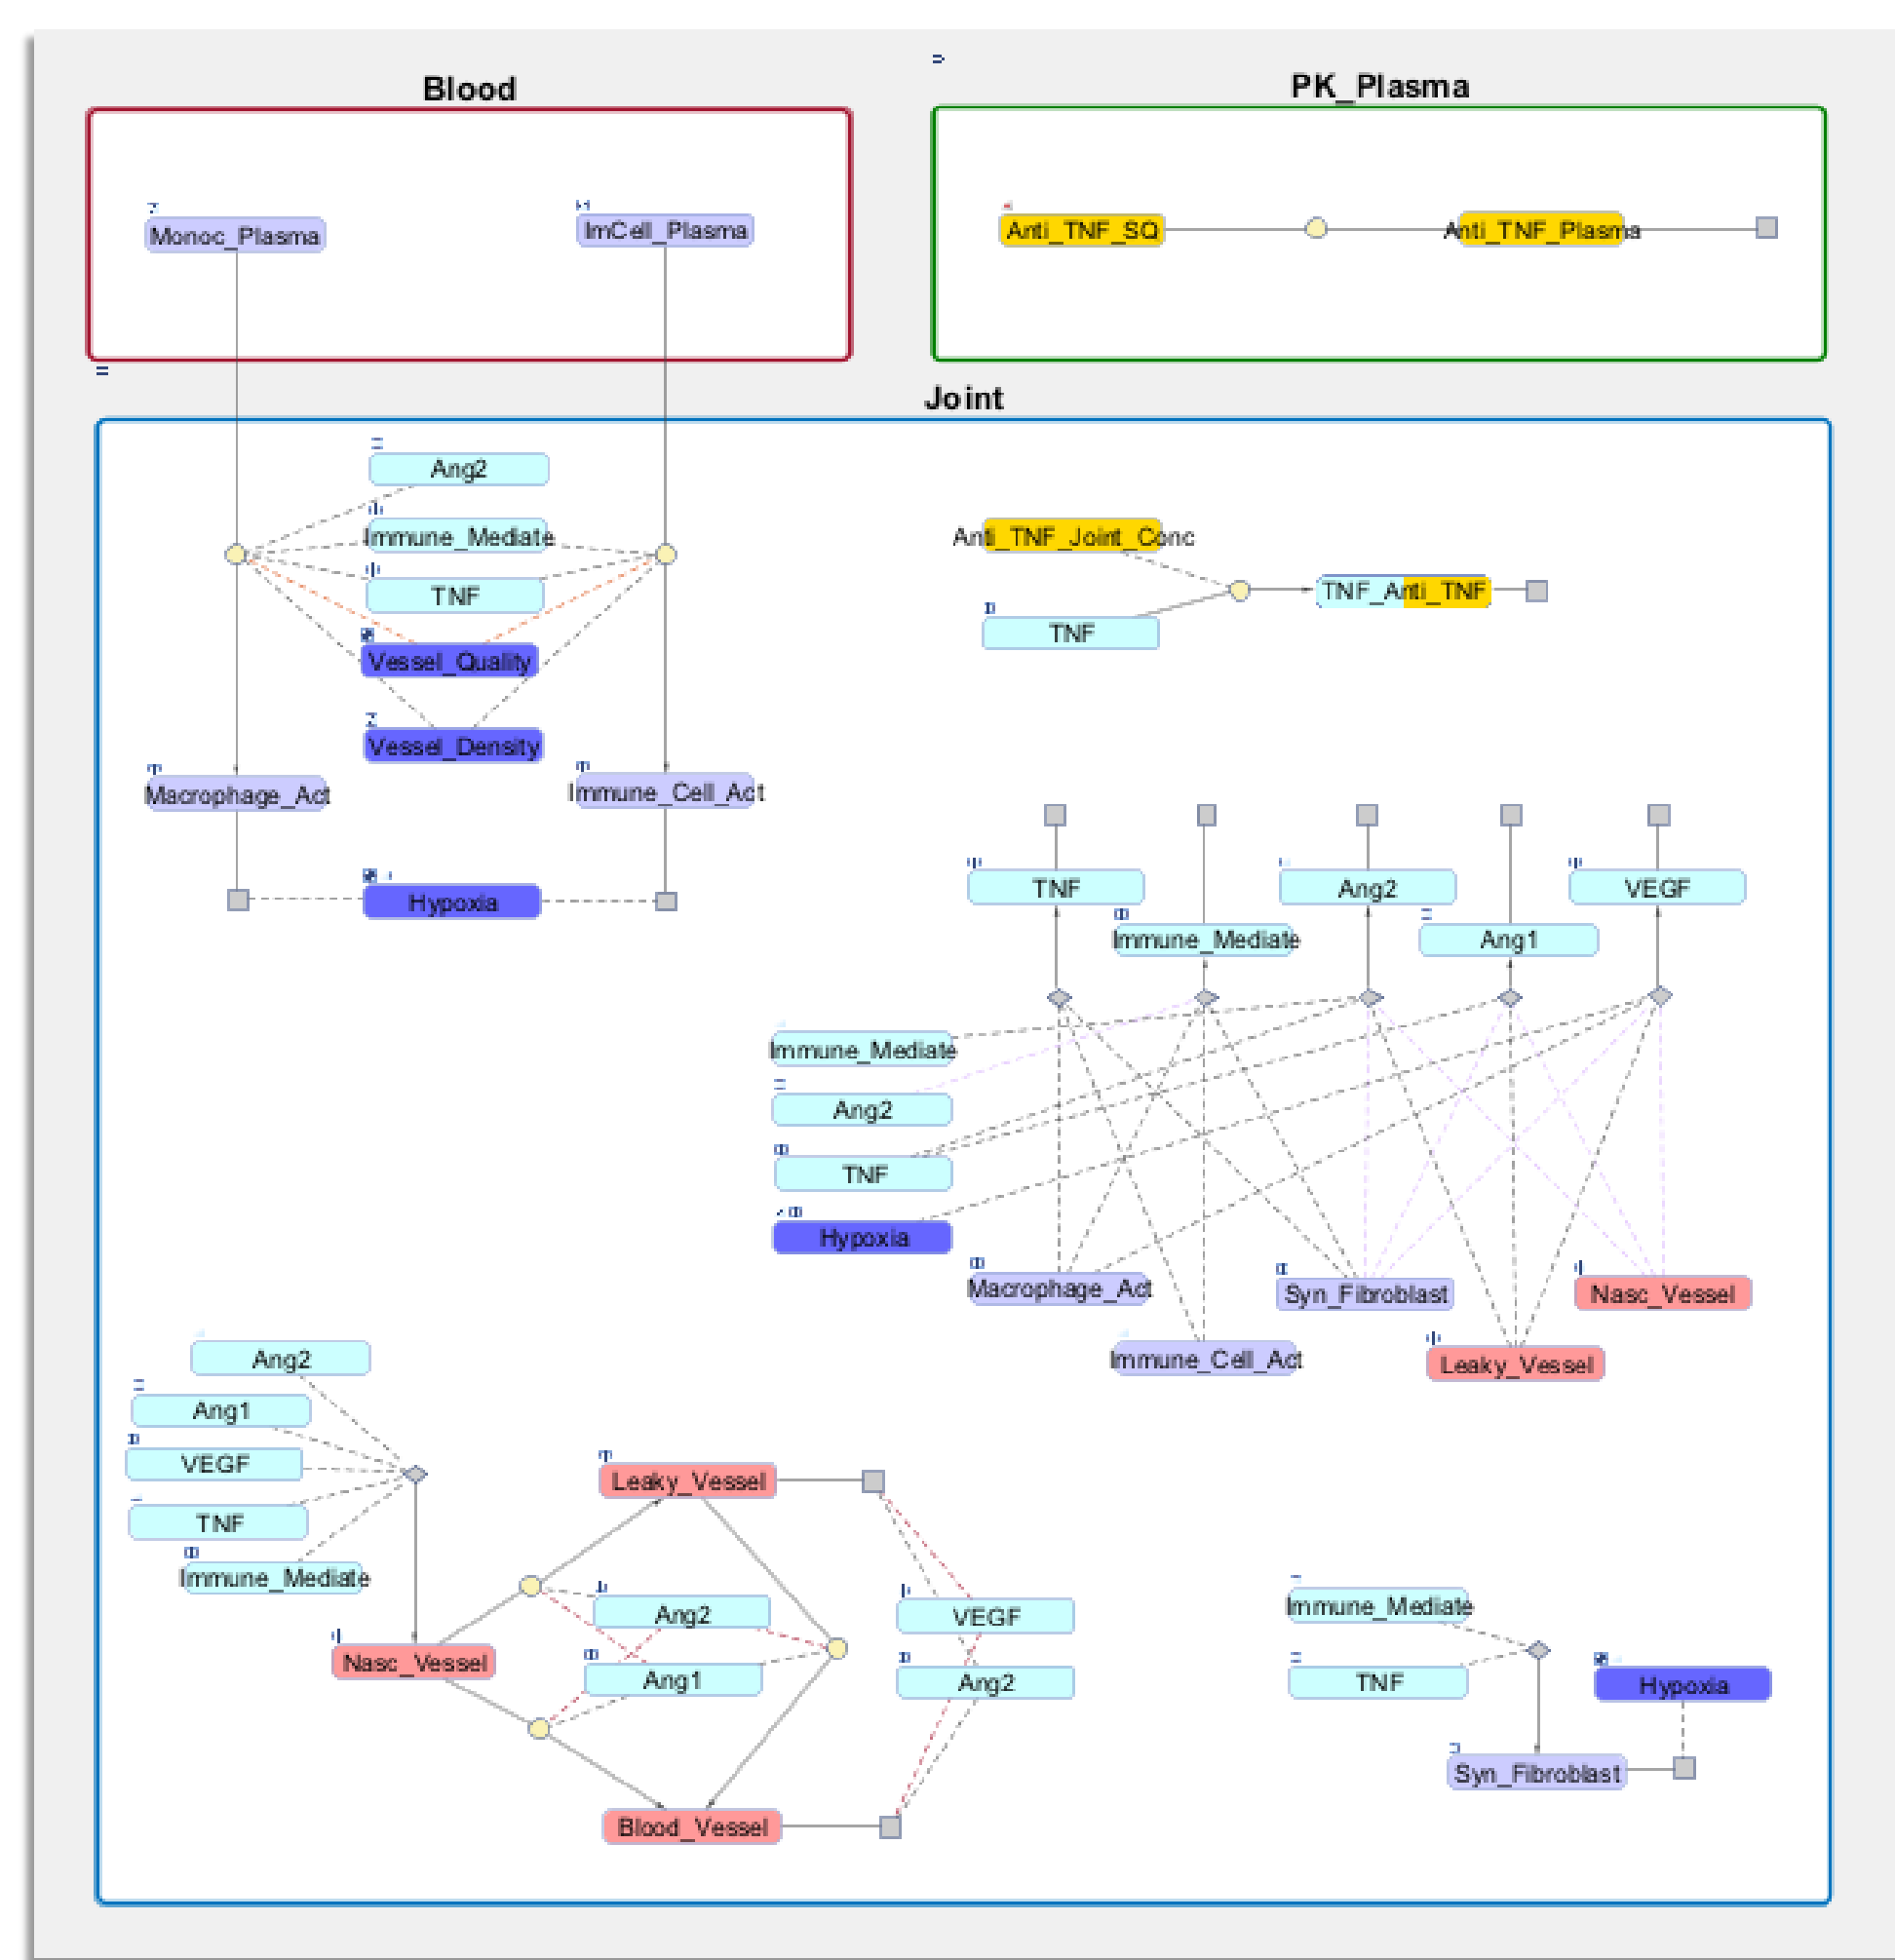 Blood
PK_Plasma
Monoc_Plasma
ImCell_Plasma
Anti_TNF_SQ
Anti_TNF_Plasma
Joint
Ang2
Immune_Mediate
TNF
Vessel_Quality
Vessel_Density
Macrophage_Act
Immune_Cell_Act
Hypoxia
Anti_TNF_Joint_Conc
TNF_Anti_TNF
TNF
TNF
Ang2
VEGF
Immune_Mediate
Ang1
Immune_Mediate
Ang2
TNF
Hypoxia
Macrophage_Act
Syn_Fibroblast
Nasc_Vessel
Immune_Cell_Act
Leaky_Vessel
Ang2
Ang1
VEGF
TNF
Immune_Mediate
Leaky_Vessel
Ang2
VEGF
Nasc_Vessel
Ang1
Ang2
Blood_Vessel
Immune_Mediate
TNF
Hypoxia
Syn_Fibroblast